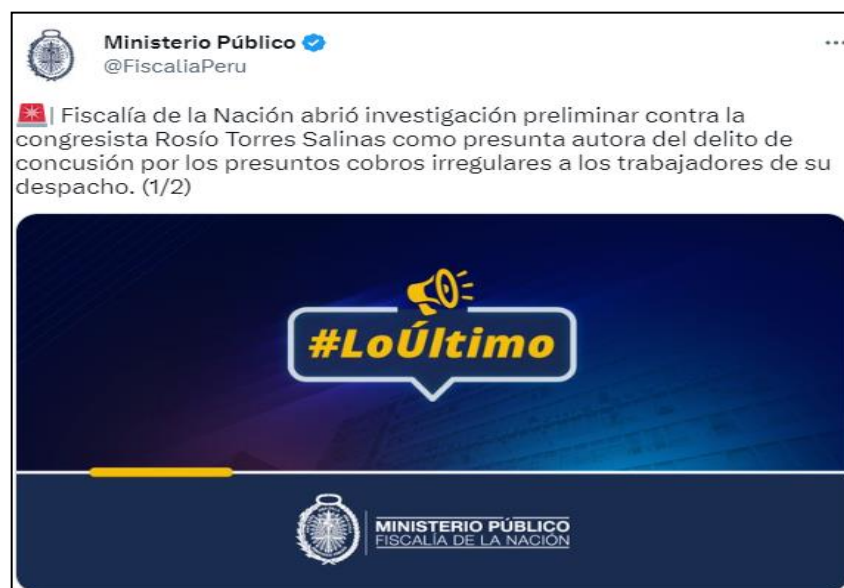 Ministerio Público
@FiscaliaPeru
🚨| Fiscalía de la Nación abrió investigación preliminar contra la
congresista Rosío Torres Salinas como presunta autora del delito de
concusión por los presuntos cobros irregulares a los trabajadores de su
despacho. (1/2)
#LoÚltimo
MINISTERIO PÚBLICO
FISCALÍA DE LA NACIÓN